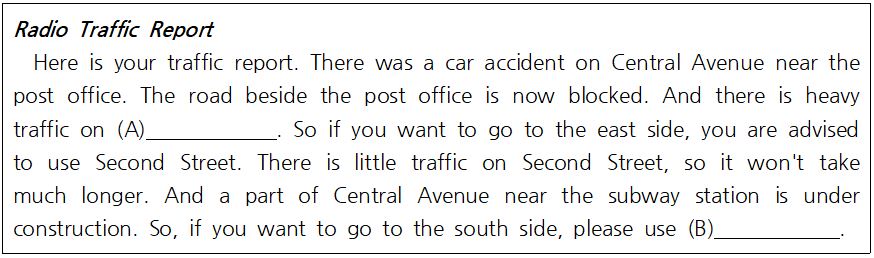 Radio Traffic Report
Here is your traffic report. There was a car accident on Central Avenue near the
post office. The road beside the post office is now blocked. And there is heavy
traffic on (A)____________. So if you want to go to the east side, you are advised
to use Second Street. There is little traffic on Second Street, so it won't take
much longer. And a part of Central Avenue near the subway station is under
construction. So, if you want to go to the south side, please use (B)____________.